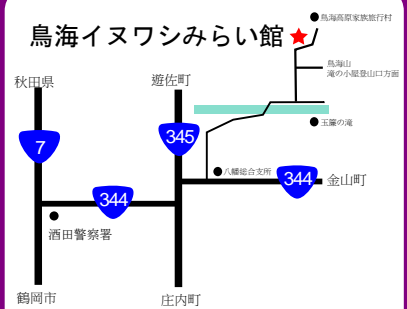 鳥海高原家族旅行村
鳥海イヌワシみらい館
鳥海山
滝の小屋登山口方面
秋田県
遊佐町
玉簾の滝
7
345
八幡総合支所
344
金山町
344
酒田警察署
鶴岡市
庄内町